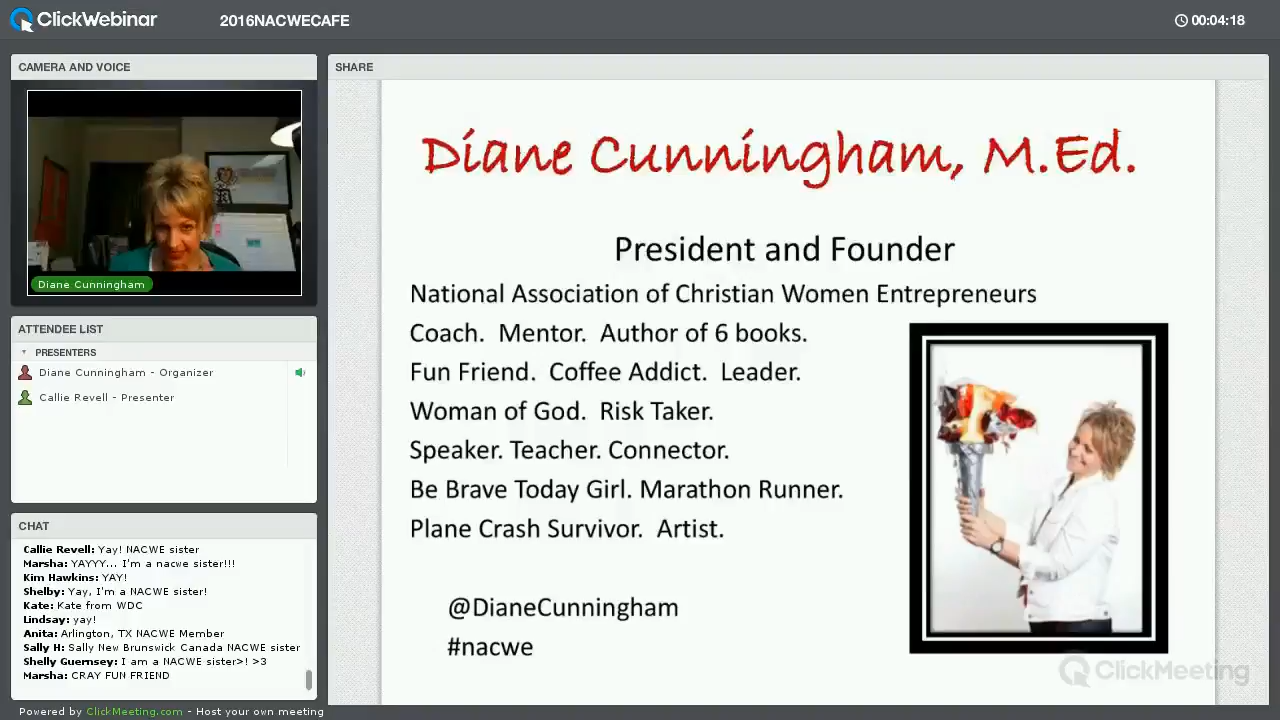 ClickWebinar
2016NACWECAFE
00:04:18
CAMERA AND VOICE
Diane Cunningham
ATTENDEE LIST
PRESENTERS
Diane Cunningham - Organizer
Callie Revell - Presenter
CHAT
Callie Revell: Yay! NACWE sister
Marsha: YAYYY... I'm a nacwe sister!!!
Kim Hawkins: YAY!
Shelby: Yay, I'm a NACWE sister!
Kate: Kate from WDC
Lindsay: yay!
Anita: Arlington, TX NACWE Member
Sally H: Sally New Brunswick Canada NACWE sister
Shelly Guernsey: I am a NACWE sister>! >3
Marsha: CRAY FUN FRIEND
Powered by ClickMeeting.com - Host your own meeting
SHARE
Diane Cunningham, M.Ed.
President and Founder
National Association of Christian Women Entrepreneurs
Coach. Mentor. Author of 6 books.
Fun Friend. Coffee Addict. Leader.
Woman of God. Risk Taker.
Speaker. Teacher. Connector.
Be Brave Today Girl. Marathon Runner.
Plane Crash Survivor. Artist.
@DianeCunningham
#nacwe
ClickMeeting